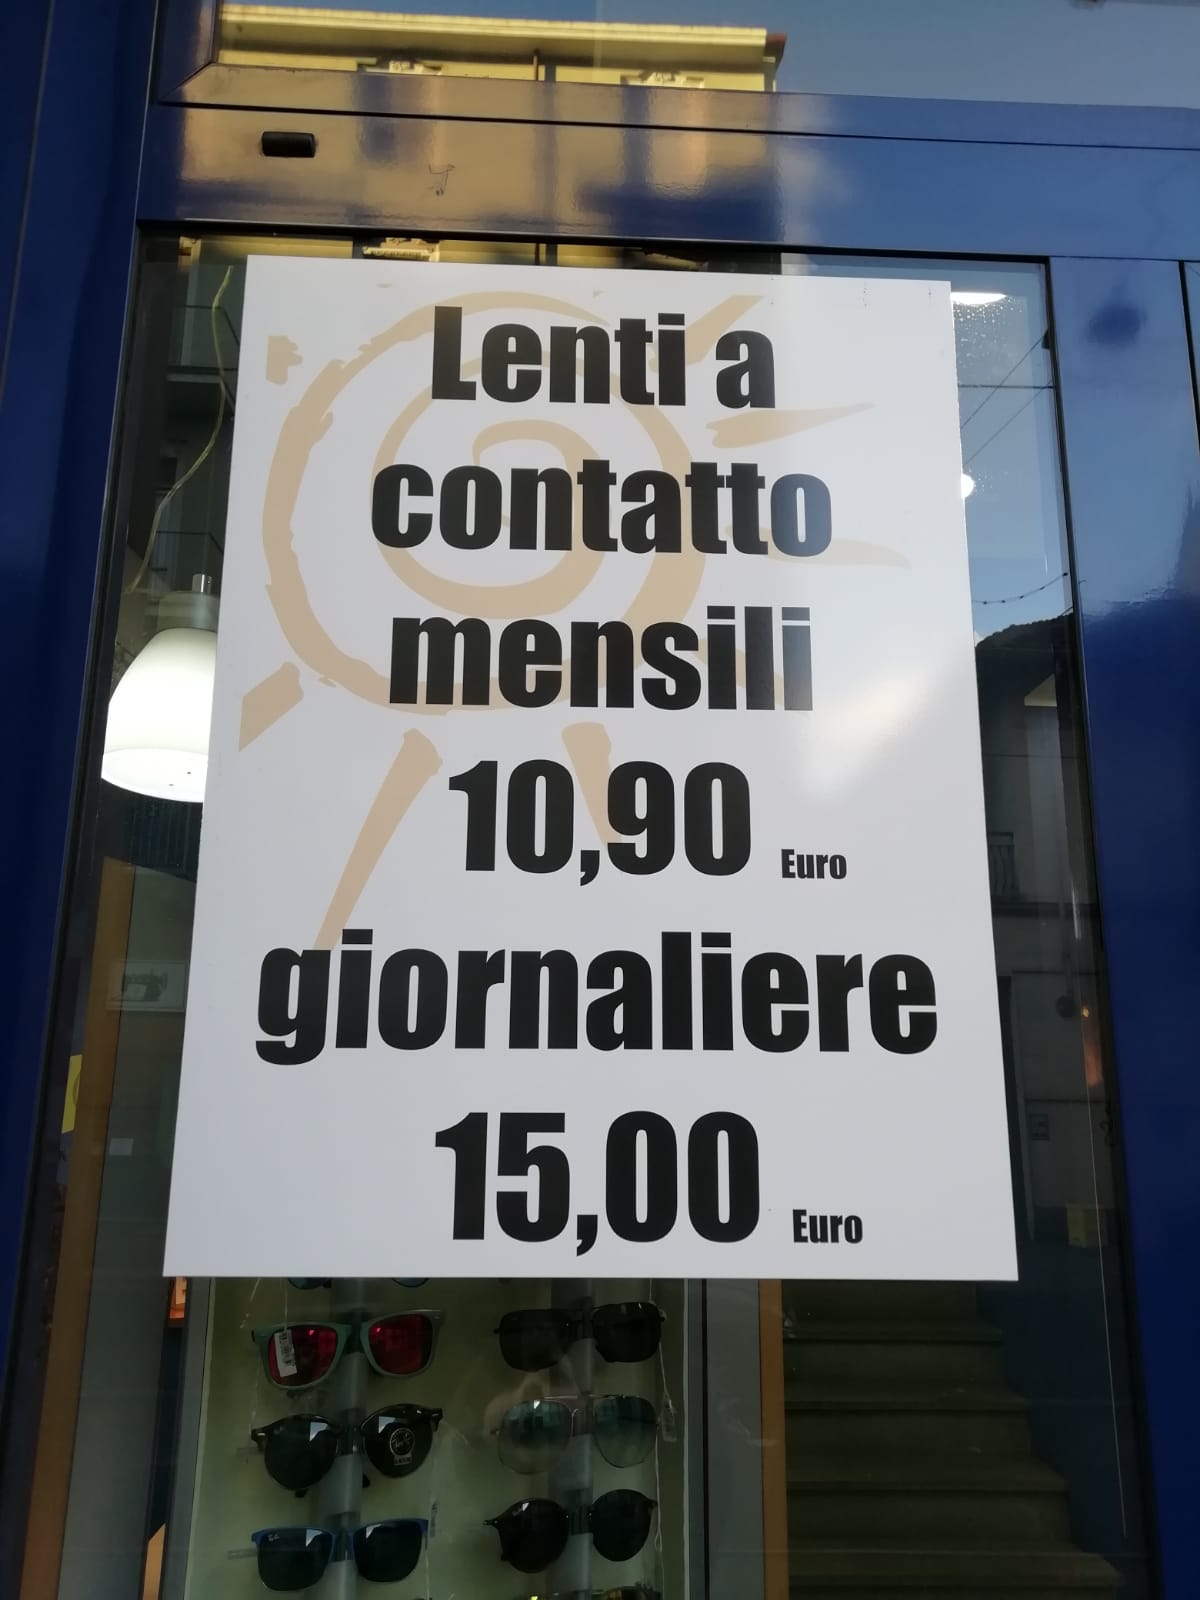 Lenti a
contatto
mensili
10,90 Euro
giornaliere
15,00 Euro